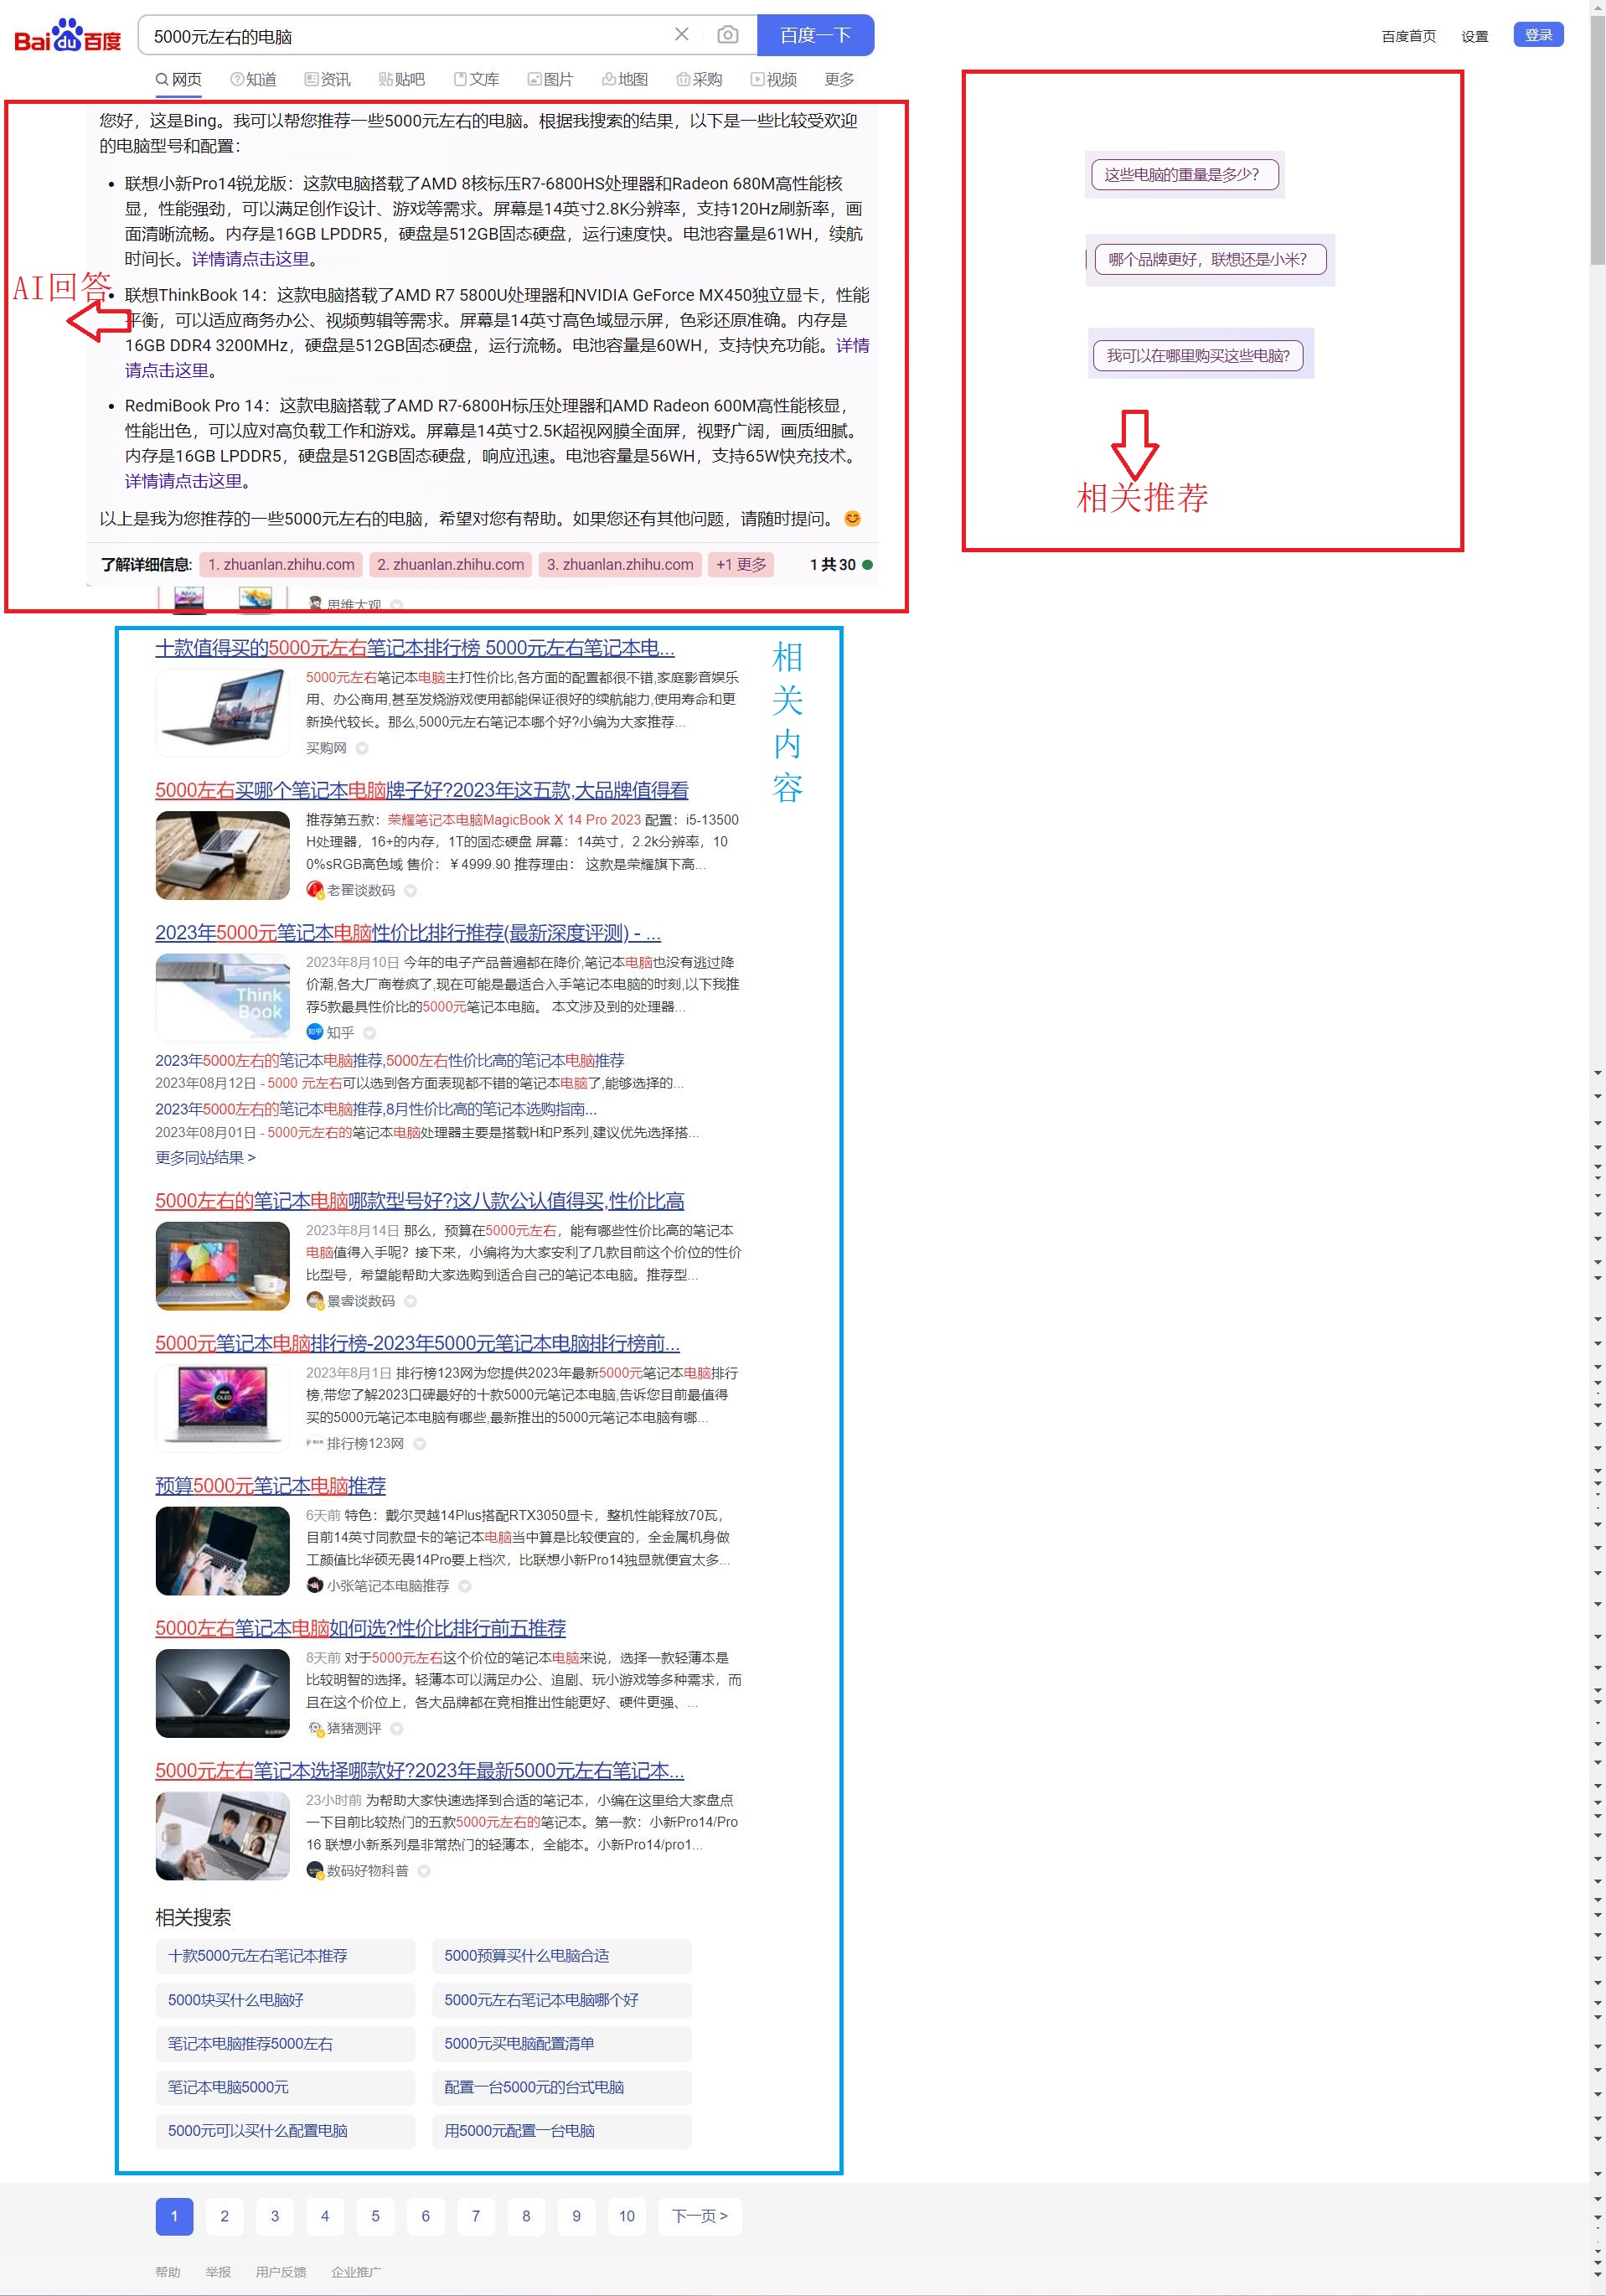 Bai du 百度
5000元左右的电脑
百度一下
百度首页 设置 登录
网页 知道 资讯 贴吧 文库 图片 地图 采购 视频 更多
您好，这是Bing。我可以帮您推荐一些5000元左右的电脑。根据我搜索的结果，以下是一些比较受欢迎
的电脑型号和配置：
联想小新Pro14锐龙版：这款电脑搭载了AMD 8核标压R7-6800HS处理器和Radeon 680M高性能核
显，性能强劲，可以满足创作设计、游戏等需求。屏幕是14英寸2.8K分辨率，支持120Hz刷新率，画
面清晰流畅。内存是16GB LPDDR5，硬盘是512GB固态硬盘，运行速度快。电池容量是61WH，续航
时间长。详情请点击这里。
AI回答
联想ThinkBook 14：这款电脑搭载了AMD R7 5800U处理器和NVIDIA GeForce MX450独立显卡，性能
平衡，可以适应商务办公、视频剪辑等需求。屏幕是14英寸高色域显示屏，色彩还原准确。内存是
16GB DDR4 3200MHz，硬盘是512GB固态硬盘，运行流畅。电池容量是60WH，支持快充功能。详情
请点击这里。
RedmiBook Pro 14：这款电脑搭载了AMD R7-6800H标压处理器和AMD Radeon 600M高性能核显，
性能出色，可以应对高负载工作和游戏。屏幕是14英寸2.5K超视网膜全面屏，视野广阔，画质细腻。
内存是16GB LPDDR5，硬盘是512GB固态硬盘，响应迅速。电池容量是56WH，支持65W快充技术。
详情请点击这里。
以上是我为您推荐的一些5000元左右的电脑，希望对您有帮助。如果您还有其他问题，请随时提问。😊
了解详细信息: 1. zhuanlan.zhihu.com 2. zhuanlan.zhihu.com 3. zhuanlan.zhihu.com +1 更多 1 共 30
思维大观
这些电脑的重量是多少？
哪个品牌更好，联想还是小米？
我可以在哪里购买这些电脑?
相关推荐
相关内容
十款值得买的5000元左右笔记本排行榜 5000元左右笔记本电...
5000元左右笔记本电脑主打性价比,各方面的配置都很不错,家庭影音娱乐
用、办公商用,甚至发烧游戏使用都能保证很好的续航能力,使用寿命和更
新换代较长。那么,5000元左右笔记本哪个好?小编为大家推荐...
买购网
5000左右买哪个笔记本电脑牌子好?2023年这五款,大品牌值得看
推荐第五款：荣耀笔记本电脑MagicBook X 14 Pro 2023 配置：i5-13500
H处理器，16+的内存，1T的固态硬盘 屏幕：14英寸，2.2k分辨率，10
0%sRGB高色域 售价：￥4999.90 推荐理由： 这款是荣耀旗下高...
老瞿谈数码
2023年5000元笔记本电脑性价比排行推荐(最新深度评测) - ...
Think
Book
2023年8月10日 今年的电子产品普遍都在降价,笔记本电脑也没有逃过降
价潮,各大厂商卷疯了,现在可能是最适合入手笔记本电脑的时刻,以下我推
荐5款最具性价比的5000元笔记本电脑。 本文涉及到的处理器...
知乎 知乎
2023年5000左右的笔记本电脑推荐,5000左右性价比高的笔记本电脑推荐
2023年08月12日 - 5000 元左右可以选到各方面表现都不错的笔记本电脑了,能够选择的...
2023年5000左右的笔记本电脑推荐,8月性价比高的笔记本选购指南...
2023年08月01日 - 5000元左右的笔记本电脑处理器主要是搭载H和P系列,建议优先选择搭...
更多同站结果 >
5000左右的笔记本电脑哪款型号好?这八款公认值得买,性价比高
2023年8月14日 那么，预算在5000元左右，能有哪些性价比高的笔记本
电脑值得入手呢？接下来，小编将为大家安利了几款目前这个价位的性价
比型号，希望能帮助大家选购到适合自己的笔记本电脑。推荐型...
景睿谈数码
5000元笔记本电脑排行榜-2023年5000元笔记本电脑排行榜前...
OLED
2023年8月1日 排行榜123网为您提供2023年最新5000元笔记本电脑排行
榜,带您了解2023口碑最好的十款5000元笔记本电脑,告诉您目前最值得
买的5000元笔记本电脑有哪些,最新推出的5000元笔记本电脑有哪...
排行榜123网
预算5000元笔记本电脑推荐
6天前 特色：戴尔灵越14Plus搭配RTX3050显卡，整机性能释放70瓦，
目前14英寸同款显卡的笔记本电脑当中算是比较便宜的，全金属机身做
工颜值比华硕无畏14Pro要上档次，比联想小新Pro14独显就便宜太多...
小张笔记本电脑推荐
5000左右笔记本电脑如何选?性价比排行前五推荐
8天前 对于5000元左右这个价位的笔记本电脑来说，选择一款轻薄本是
比较明智的选择。轻薄本可以满足办公、追剧、玩小游戏等多种需求，而
且在这个价位上，各大品牌都在竞相推出性能更好、硬件更强、...
猪猪测评
5000元左右笔记本选择哪款好?2023年最新5000元左右笔记本...
23小时前 为帮助大家快速选择到合适的笔记本，小编在这里给大家盘点
一下目前比较热门的五款5000元左右的笔记本。第一款：小新Pro14/Pro
16 联想小新系列是非常热门的轻薄本，全能本。小新Pro14/pro1...
数码好物科普
相关搜索
十款5000元左右笔记本推荐 5000预算买什么电脑合适
5000块买什么电脑好 5000元左右笔记本电脑哪个好
笔记本电脑推荐5000左右 5000元买电脑配置清单
笔记本电脑5000元 配置一台5000元的台式电脑
5000元可以买什么配置电脑 用5000元配置一台电脑
1 2 3 4 5 6 7 8 9 10 下一页 >
帮助 举报 用户反馈 企业推广